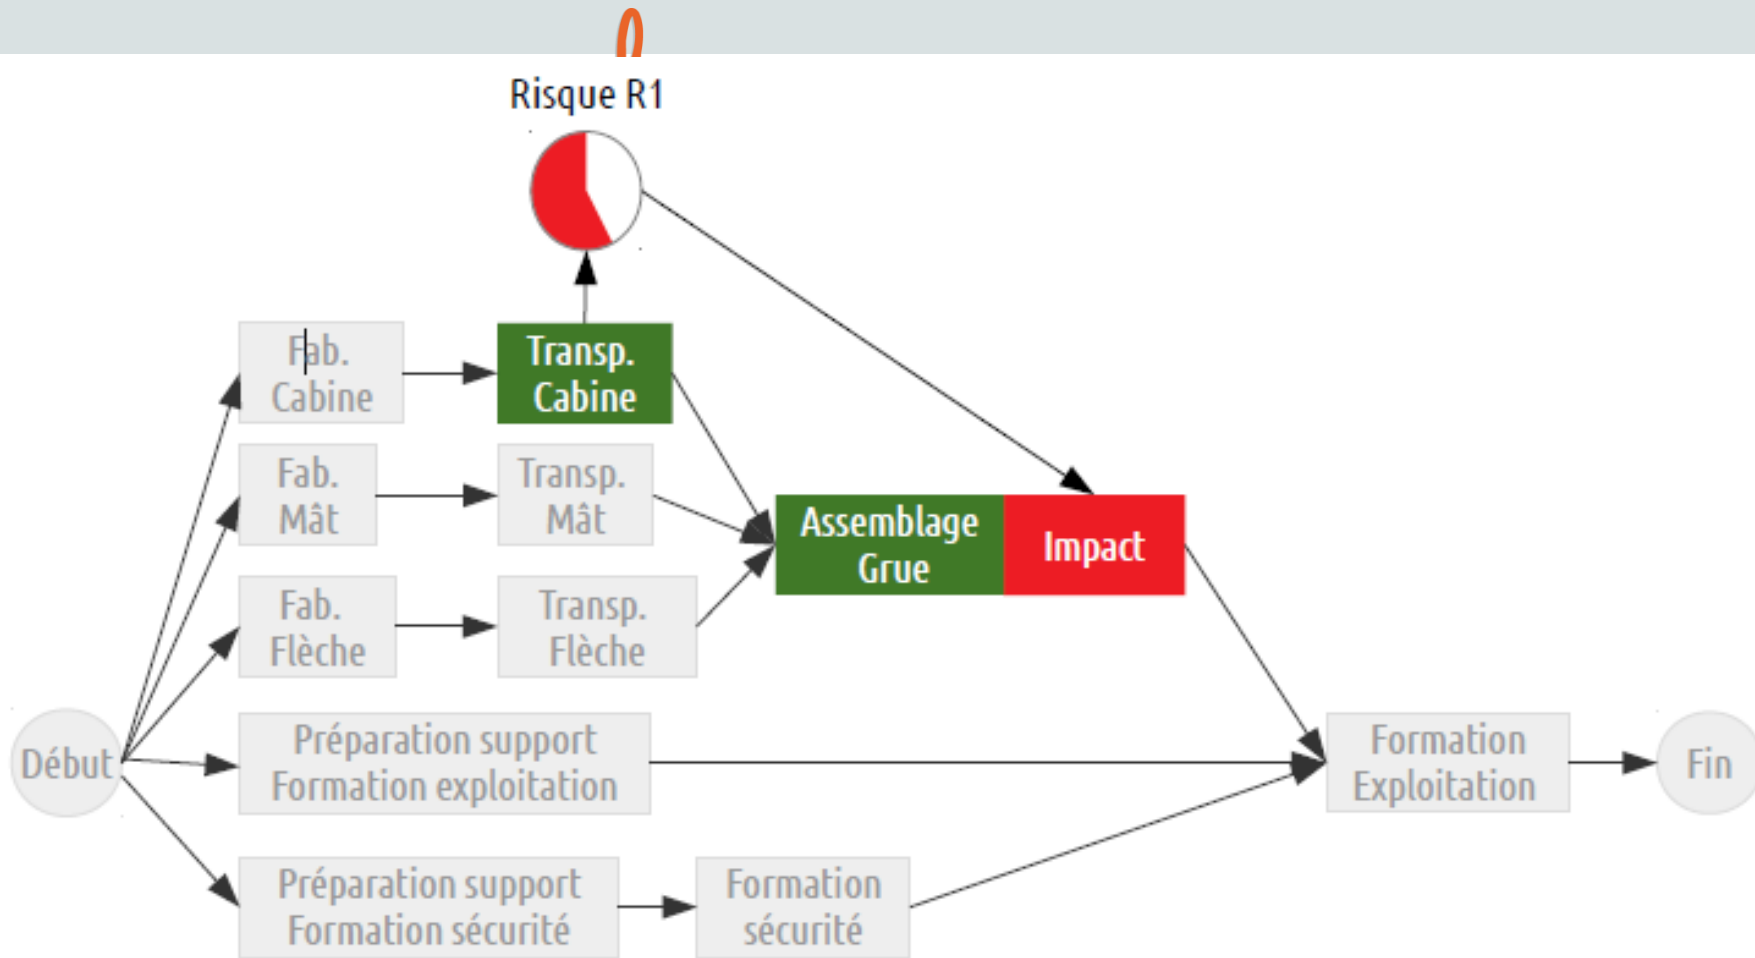 Risque R1
Fab.
Cabine
Transp.
Cabine
Fab.
Mât
Transp.
Mât
Assemblage
Grue
Impact
Fab.
Flèche
Transp.
Flèche
Début
Préparation support
Formation exploitation
Formation
Exploitation
Fin
Préparation support
Formation sécurité
Formation
sécurité